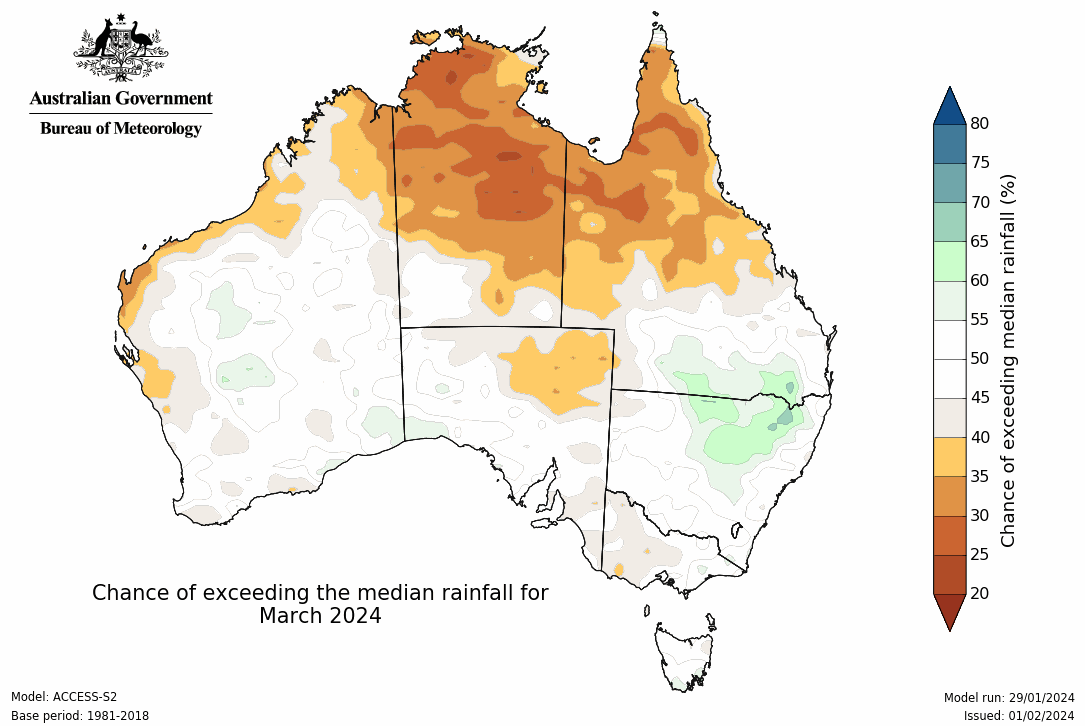 Australian Government
Bureau of Meteorology
80
75
70
65
60
55
50
45
40
35
30
25
20
Chance of exceeding median rainfall (%)
Chance of exceeding the median rainfall for
March 2024
Model: ACCESS-S2
Base period: 1981-2018
Model run: 29/01/2024
Issued: 01/02/2024